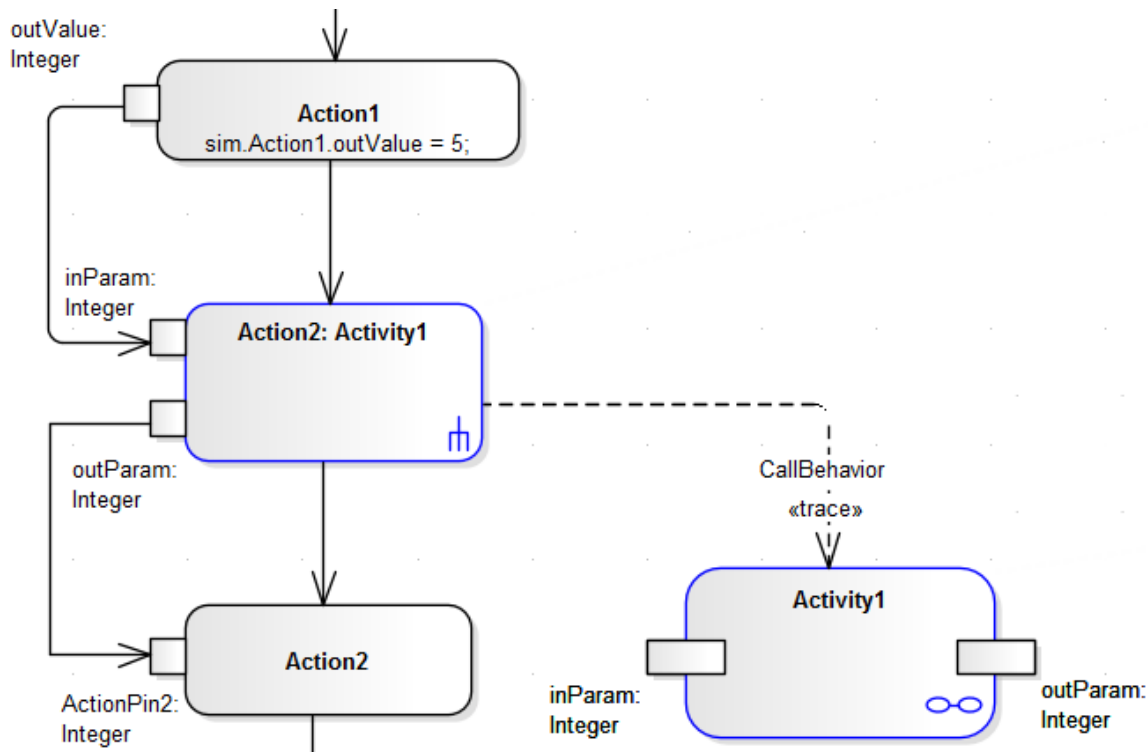 outValue:
Integer
Action1
sim.Action1.outValue = 5;
inParam:
Integer
Action2: Activity1
outParam:
Integer
CallBehavior
«trace»
Activity1
Action2
ActionPin2:
Integer
inParam:
Integer
outParam:
Integer